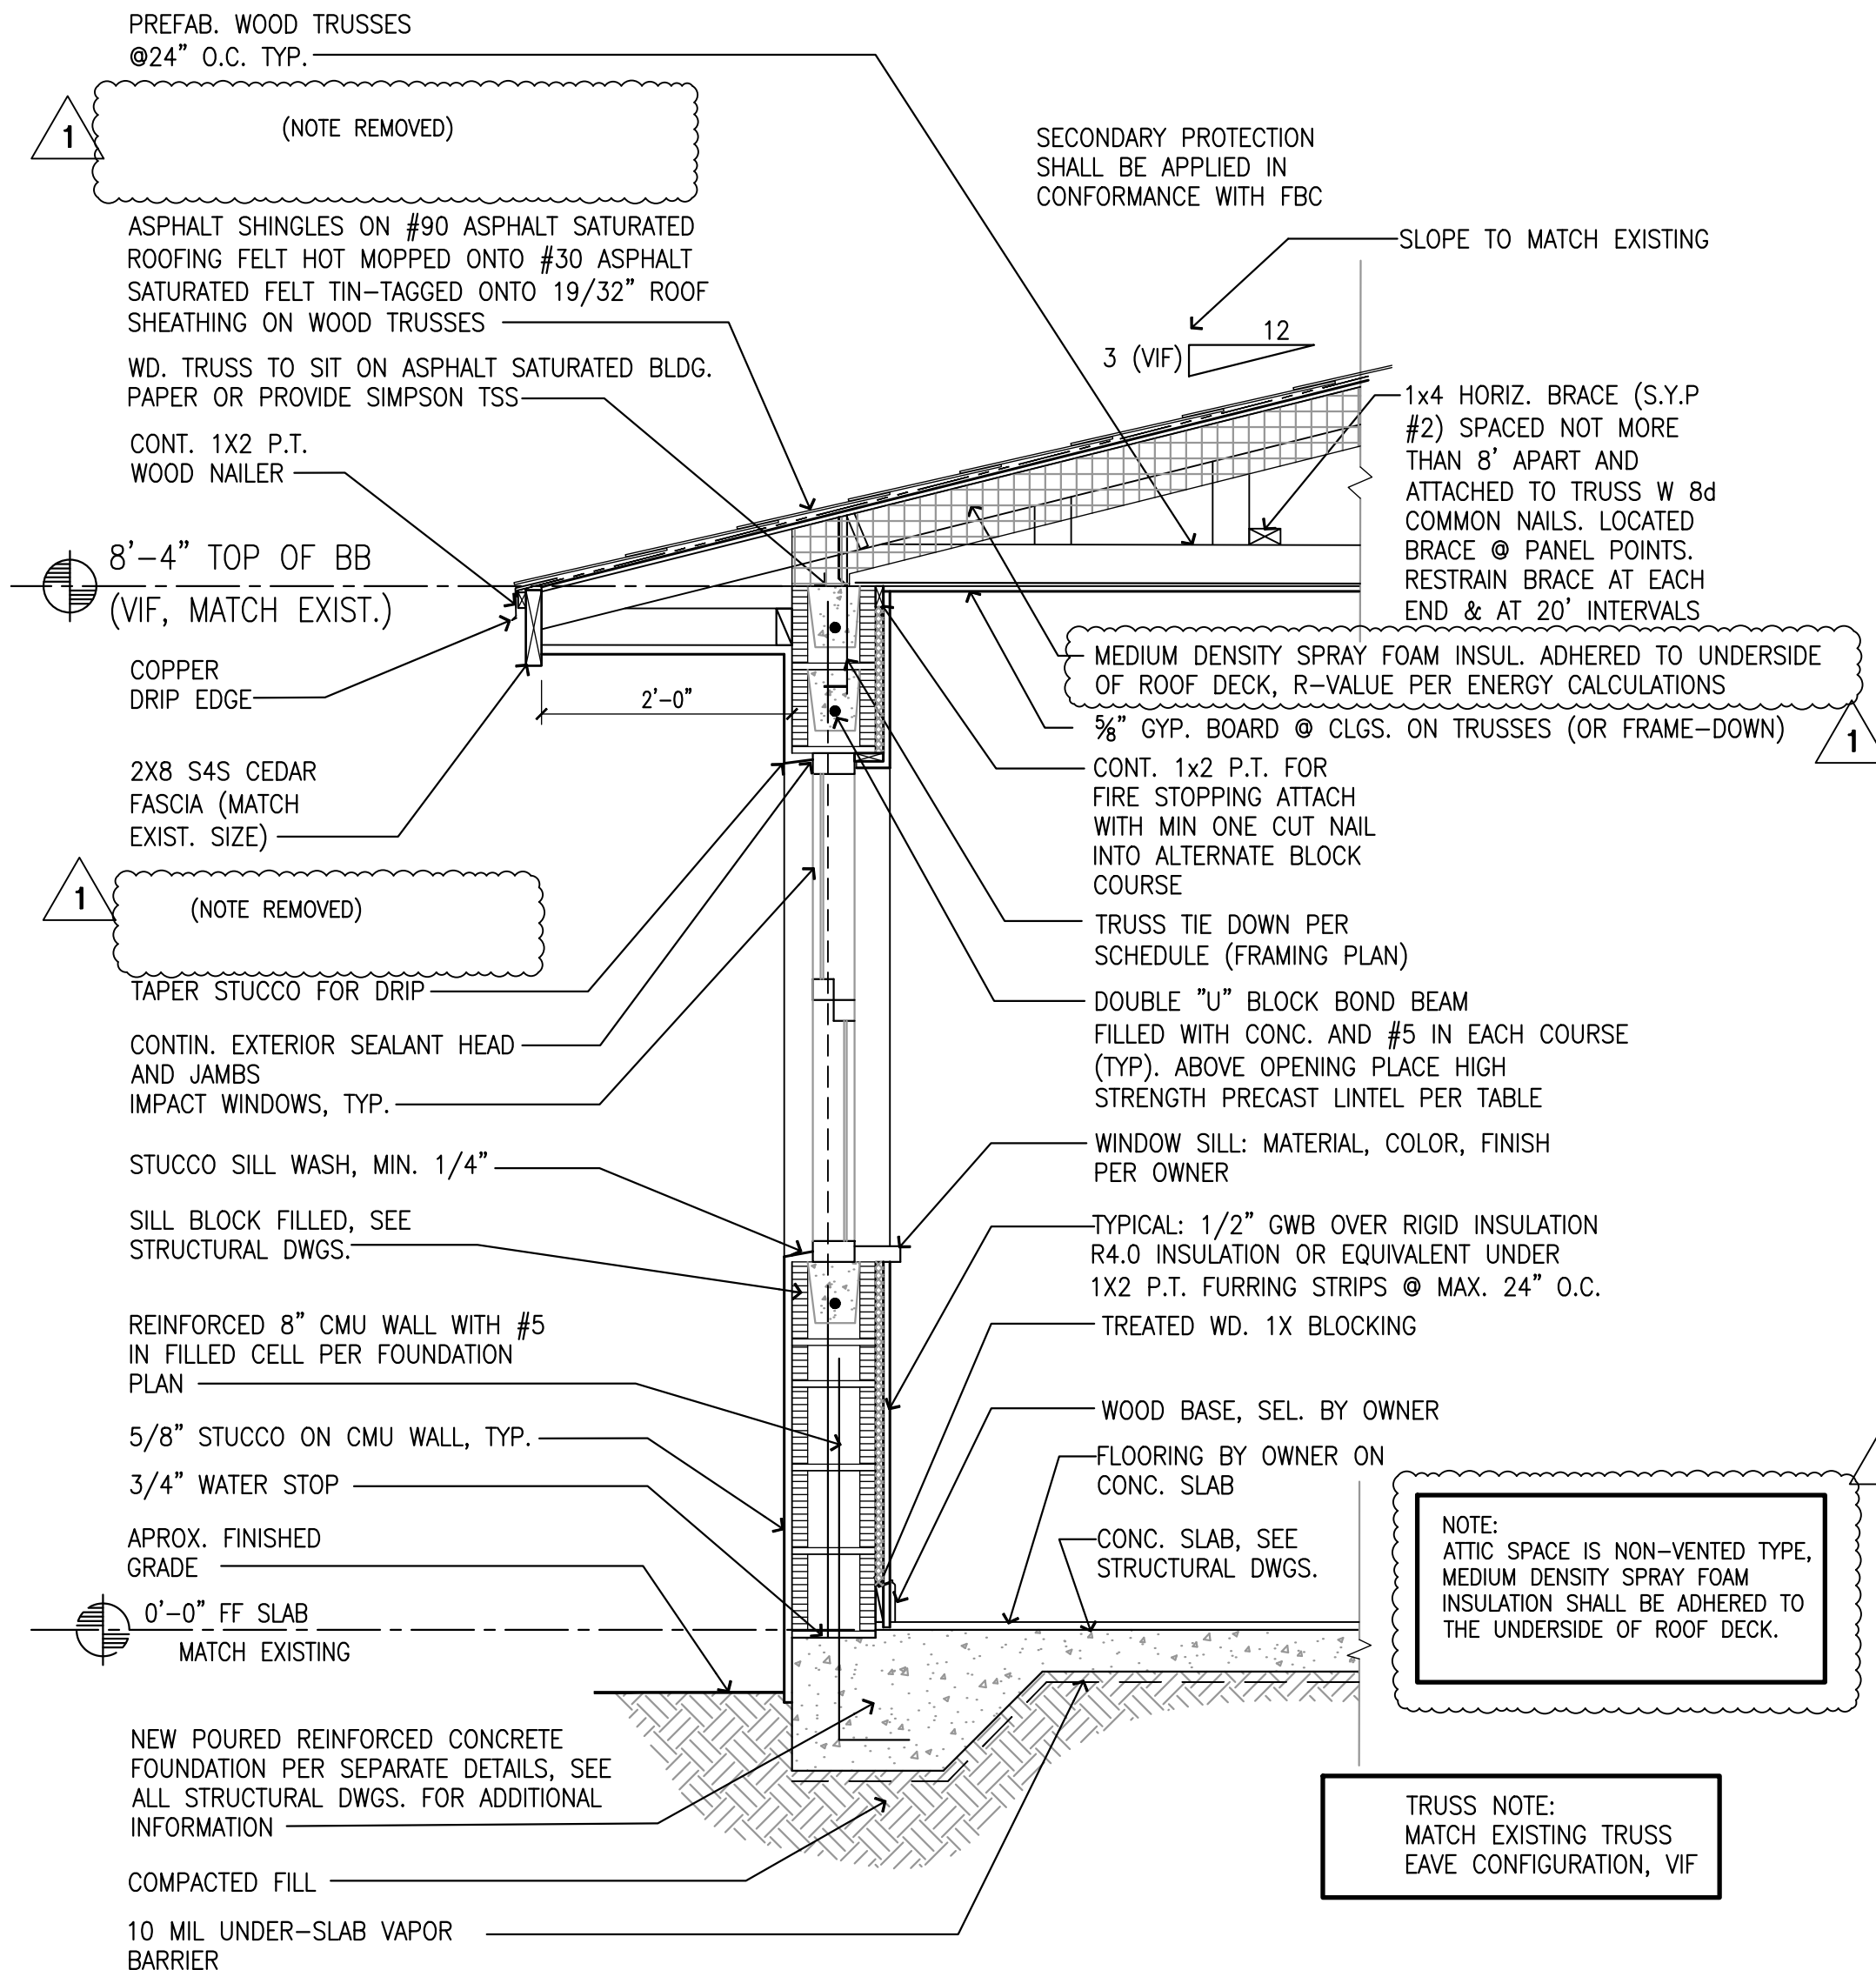 PREFAB. WOOD TRUSSES
@24" O.C. TYP.
1
(NOTE REMOVED)
ASPHALT SHINGLES ON #90 ASPHALT SATURATED
ROOFING FELT HOT MOPPED ONTO #30 ASPHALT
SATURATED FELT TIN-TAGGED ONTO 19/32" ROOF
SHEATHING ON WOOD TRUSSES
WD. TRUSS TO SIT ON ASPHALT SATURATED BLDG.
PAPER OR PROVIDE SIMPSON TSS
CONT. 1X2 P.T.
WOOD NAILER
8'-4" TOP OF BB
(VIF, MATCH EXIST.)
COPPER
DRIP EDGE
2'-0"
2X8 S4S CEDAR
FASCIA (MATCH
EXIST. SIZE)
1
(NOTE REMOVED)
TAPER STUCCO FOR DRIP
CONTIN. EXTERIOR SEALANT HEAD
AND JAMBS
IMPACT WINDOWS, TYP.
STUCCO SILL WASH, MIN. 1/4"
SILL BLOCK FILLED, SEE
STRUCTURAL DWGS.
REINFORCED 8" CMU WALL WITH #5
IN FILLED CELL PER FOUNDATION
PLAN
5/8" STUCCO ON CMU WALL, TYP.
3/4" WATER STOP
APROX. FINISHED
GRADE
0'-0" FF SLAB
MATCH EXISTING
NEW POURED REINFORCED CONCRETE
FOUNDATION PER SEPARATE DETAILS, SEE
ALL STRUCTURAL DWGS. FOR ADDITIONAL
INFORMATION
COMPACTED FILL
10 MIL UNDER-SLAB VAPOR
BARRIER
SECONDARY PROTECTION
SHALL BE APPLIED IN
CONFORMANCE WITH FBC
SLOPE TO MATCH EXISTING
12
3 (VIF)
1x4 HORIZ. BRACE (S.Y.P
#2) SPACED NOT MORE
THAN 8' APART AND
ATTACHED TO TRUSS W 8d
COMMON NAILS. LOCATED
BRACE @ PANEL POINTS.
RESTRAIN BRACE AT EACH
END & AT 20' INTERVALS
MEDIUM DENSITY SPRAY FOAM INSUL. ADHERED TO UNDERSIDE
OF ROOF DECK, R-VALUE PER ENERGY CALCULATIONS
5/8" GYP. BOARD @ CLGS. ON TRUSSES (OR FRAME-DOWN)
1
CONT. 1x2 P.T. FOR
FIRE STOPPING ATTACH
WITH MIN ONE CUT NAIL
INTO ALTERNATE BLOCK
COURSE
TRUSS TIE DOWN PER
SCHEDULE (FRAMING PLAN)
DOUBLE "U" BLOCK BOND BEAM
FILLED WITH CONC. AND #5 IN EACH COURSE
(TYP). ABOVE OPENING PLACE HIGH
STRENGTH PRECAST LINTEL PER TABLE
WINDOW SILL: MATERIAL, COLOR, FINISH
PER OWNER
TYPICAL: 1/2" GWB OVER RIGID INSULATION
R4.0 INSULATION OR EQUIVALENT UNDER
1X2 P.T. FURRING STRIPS @ MAX. 24" O.C.
TREATED WD. 1X BLOCKING
WOOD BASE, SEL. BY OWNER
FLOORING BY OWNER ON
CONC. SLAB
CONC. SLAB, SEE
STRUCTURAL DWGS.
NOTE:
ATTIC SPACE IS NON-VENTED TYPE,
MEDIUM DENSITY SPRAY FOAM
INSULATION SHALL BE ADHERED TO
THE UNDERSIDE OF ROOF DECK.
TRUSS NOTE:
MATCH EXISTING TRUSS
EAVE CONFIGURATION, VIF